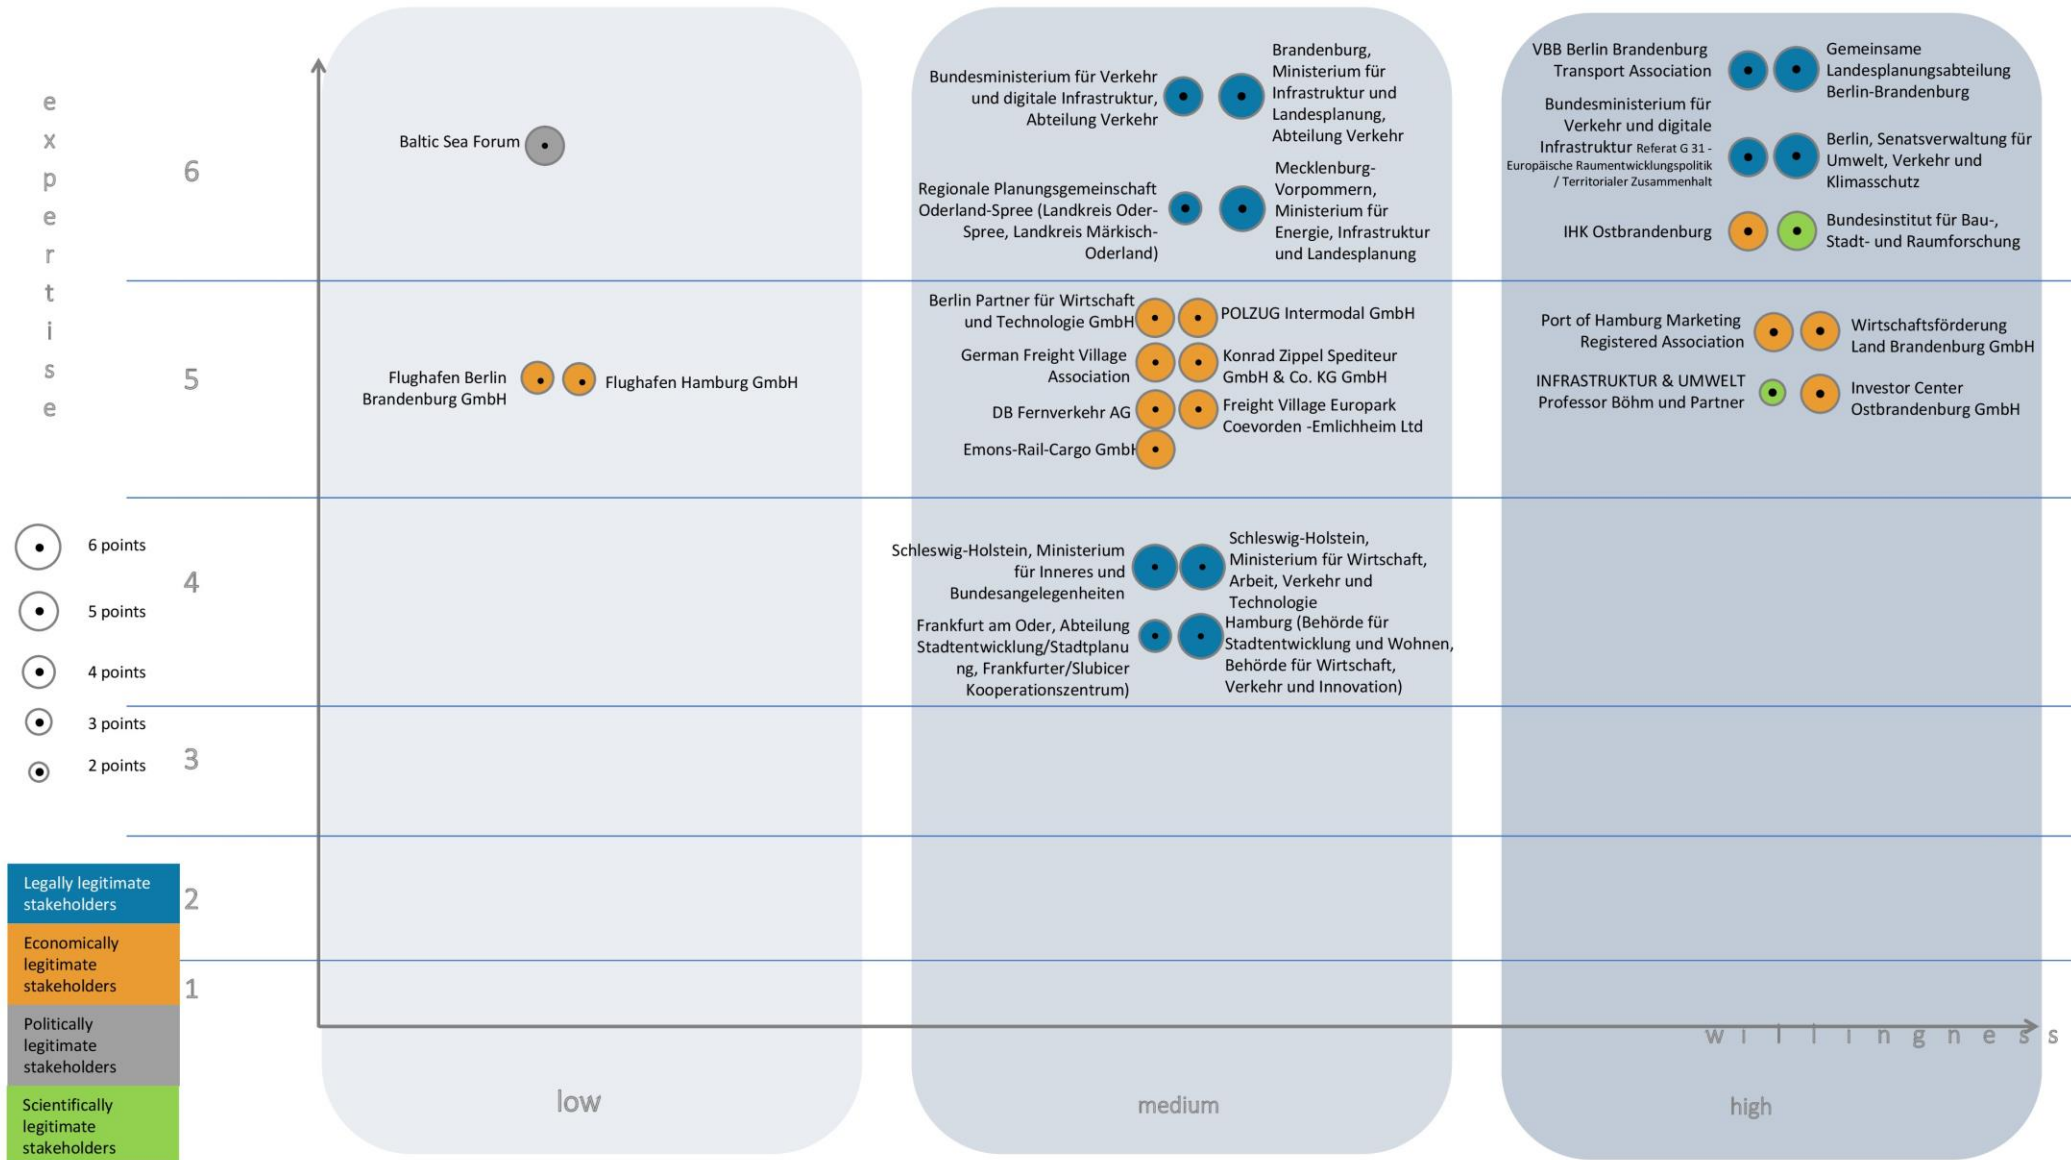 expertise
6
5
4
3
2
1
Baltic Sea Forum
Flughafen Berlin
Brandenburg GmbH
Flughafen Hamburg GmbH
Bundesministerium für Verkehr
und digitale Infrastruktur,
Abteilung Verkehr
Brandenburg,
Ministerium für
Infrastruktur und
Landesplanung,
Abteilung Verkehr
Regionale Planungsgemeinschaft
Oderland-Spree (Landkreis Oder-
Spree, Landkreis Märkisch-
Oderland)
Mecklenburg-
Vorpommern,
Ministerium für
Energie, Infrastruktur
und Landesplanung
Berlin Partner für Wirtschaft
und Technologie GmbH
POLZUG Intermodal GmbH
German Freight Village
Association
Konrad Zippel Spediteur
GmbH & Co. KG GmbH
DB Fernverkehr AG
Freight Village Europark
Coevorden -Emlichheim Ltd
Emons-Rail-Cargo GmbH
Schleswig-Holstein, Ministerium
für Inneres und
Bundesangelegenheiten
Schleswig-Holstein,
Ministerium für Wirtschaft,
Arbeit, Verkehr und
Technologie
Frankfurt am Oder, Abteilung
Stadtentwicklung/Stadtplanu
ng, Frankfurter/Slubicer
Kooperationszentrum)
Hamburg (Behörde für
Stadtentwicklung und Wohnen,
Behörde für Wirtschaft,
Verkehr und Innovation)
VBB Berlin Brandenburg
Transport Association
Gemeinsame
Landesplanungsabteilung
Berlin-Brandenburg
Bundesministerium für
Verkehr und digitale
Infrastruktur Referat G 31 -
Europäische Raumentwicklungspolitik
/ Territorialer Zusammenhalt
Berlin, Senatsverwaltung für
Umwelt, Verkehr und
Klimasschutz
IHK Ostbrandenburg
Bundesinstitut für Bau-,
Stadt- und Raumforschung
Port of Hamburg Marketing
Registered Association
Wirtschaftsförderung
Land Brandenburg GmbH
INFRASTRUKTUR & UMWELT
Professor Böhm und Partner
Investor Center
Ostbrandenburg GmbH
6 points
5 points
4 points
3 points
2 points
Legally legitimate
stakeholders
Economically
legitimate
stakeholders
Politically
legitimate
stakeholders
Scientifically
legitimate
stakeholders
willingness
low
medium
high